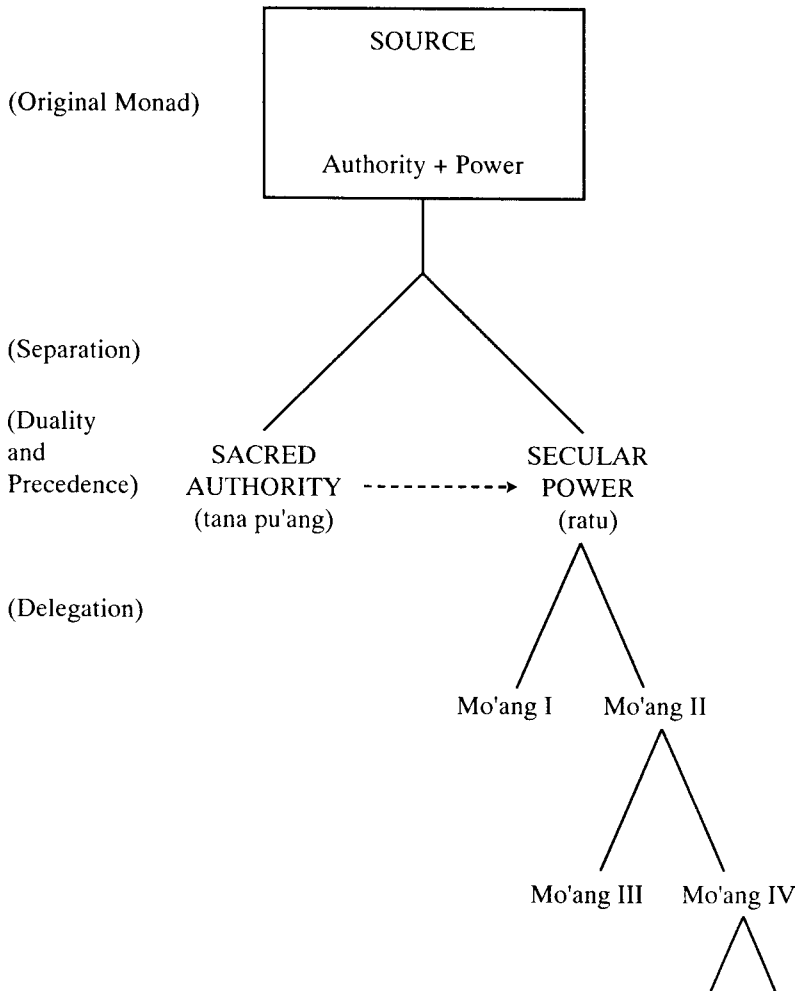 SOURCE
(Original Monad)
Authority + Power
(Separation)
(Duality
and
Precedence)
SACRED
AUTHORITY
(tana pu'ang)
SECULAR
POWER
(ratu)
(Delegation)
Mo'ang I
Mo'ang II
Mo'ang III
Mo'ang IV